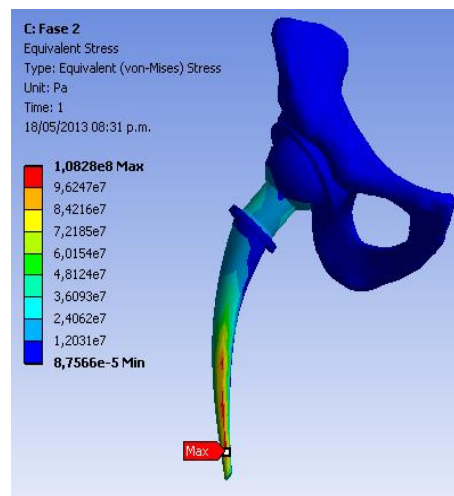 C: Fase 2
Equivalent Stress
Type: Equivalent (von-Mises) Stress
Unit: Pa
Time: 1
18/05/2013 08:31 p.m.
1,0828e8 Max
9,6247e7
8,4216e7
7,2185e7
6,0154e7
4,8124e7
3,6093e7
2,4062e7
1,2031e7
8,7566e-5 Min
Max